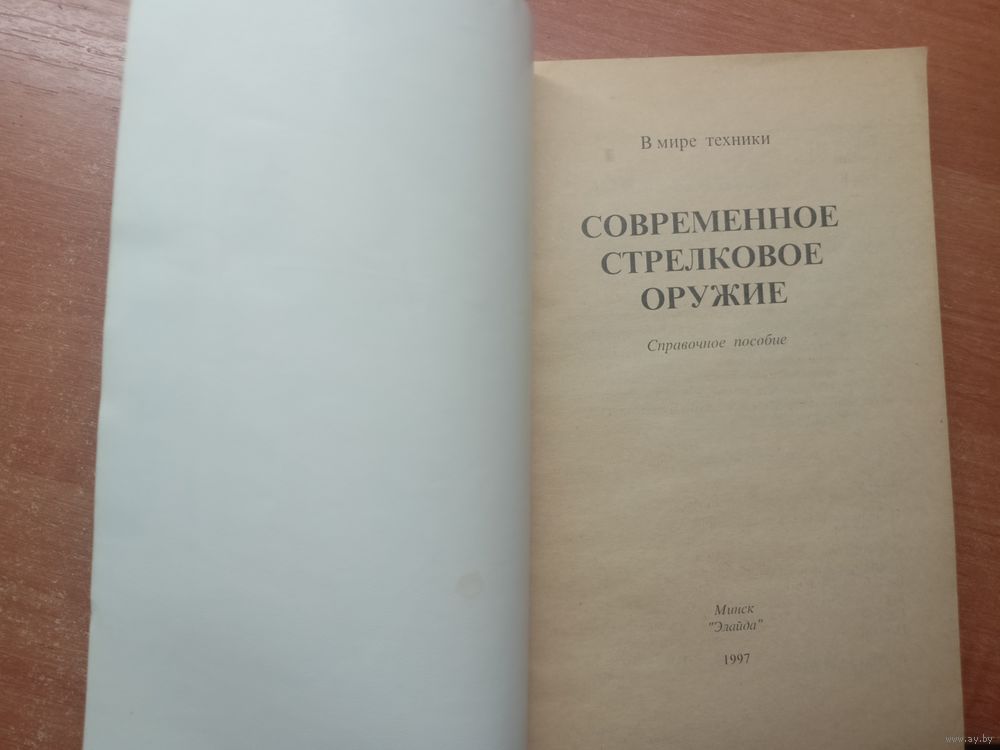 В мире техники
СОВРЕМЕННОЕ
СТРЕЛКОВОЕ
ОРУЖИЕ
Справочное пособие
Минск
"Элайда"
1997
www.ay.by